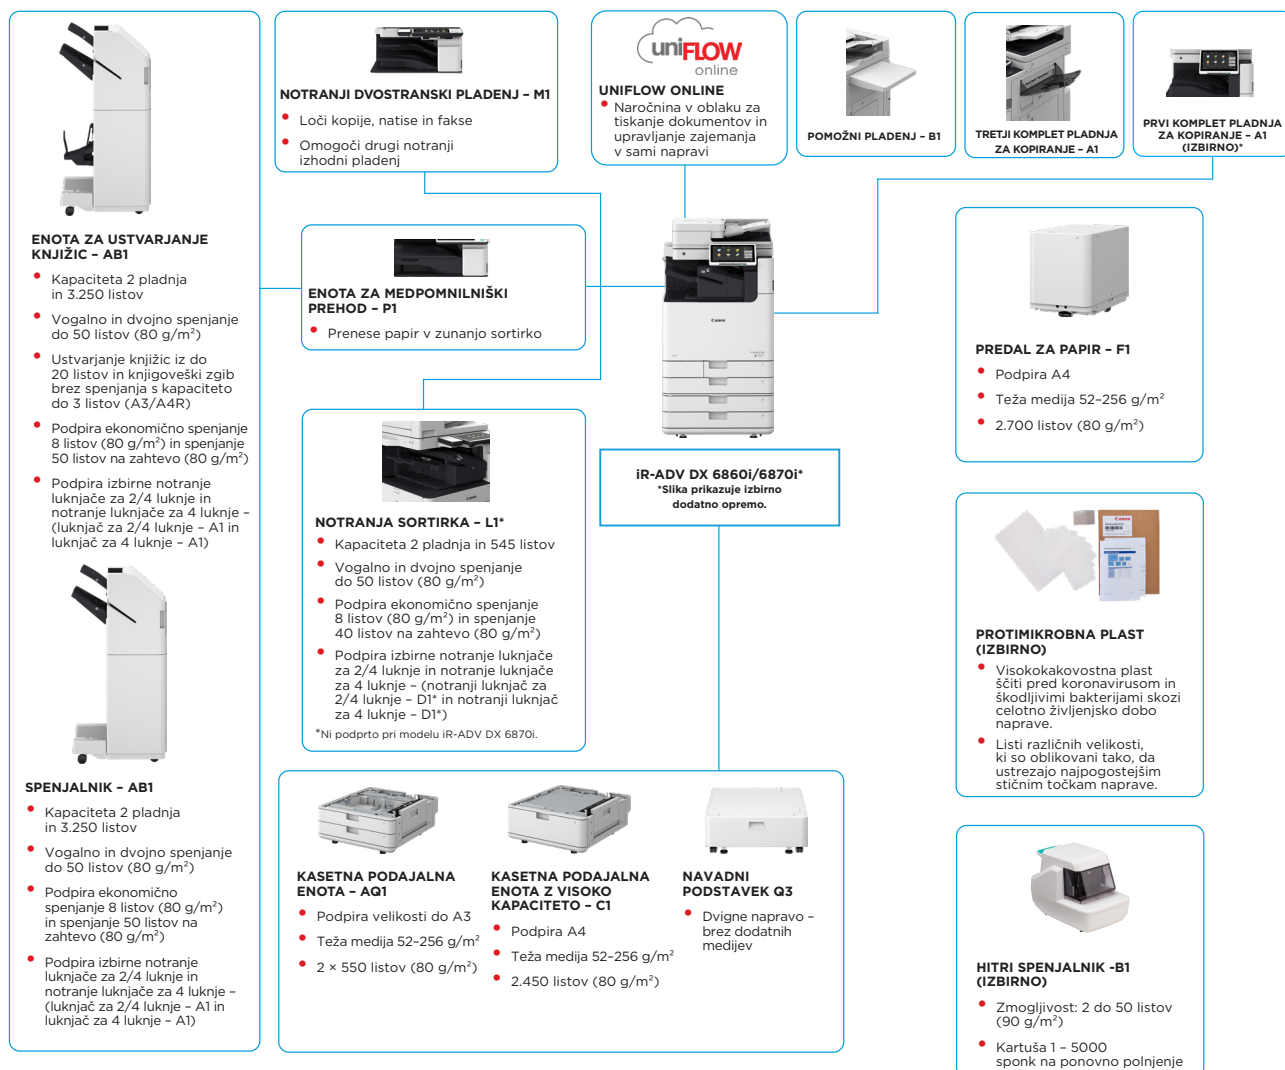 ENOTA ZA USTVARJANJE
KNJIŽIC – AB1
Kapaciteta 2 pladnja
in 3.250 listov
Vogalno in dvojno spenjanje
do 50 listov (80 g/m²)
Ustvarjanje knjižic iz do
20 listov in knjigoveški zgib
brez spenjanja s kapaciteto
do 3 listov (A3/A4R)
Podpira ekonomično spenjanje
8 listov (80 g/m²) in spenjanje
50 listov na zahtevo (80 g/m²)
Podpira izbirne notranje
luknjače za 2/4 luknje in
notranje luknjače za 4 luknje –
(luknjač za 2/4 luknje – A1 in
luknjač za 4 luknje – A1)
SPENJALNIK – AB1
Kapaciteta 2 pladnja
in 3.250 listov
Vogalno in dvojno spenjanje
do 50 listov (80 g/m²)
Podpira ekonomično
spenjanje 8 listov (80 g/m²)
in spenjanje 50 listov na
zahtevo (80 g/m²)
Podpira izbirne notranje
luknjače za 2/4 luknje in
notranje luknjače za 4 luknje –
(luknjač za 2/4 luknje – A1 in
luknjač za 4 luknje – A1)
NOTRANJI DVOSTRANSKI PLADENJ – M1
Loči kopije, natise in fakse
Omogoči drugi notranji
izhodni pladenj
uniFLOW
online
UNIFLOW ONLINE
Naročnina v oblaku za
tiskanje dokumentov in
upravljanje zajemanja
v sami napravi
POMOŽNI PLADENJ – B1
TRETJI KOMPLET PLADNJA
ZA KOPIRANJE – A1
PRVI KOMPLET PLADNJA
ZA KOPIRANJE – A1
(IZBIRNO)*
ENOTA ZA MEDPOMNILNIŠKI
PREHOD – P1
Prenese papir v zunanjo sortirko
Canon
iR-ADV DX 6860i/6870i*
*Slika prikazuje izbirno
dodatno opremo.
NOTRANJA SORTIRKA – L1*
Kapaciteta 2 pladnja in 545 listov
Vogalno in dvojno spenjanje
do 50 listov (80 g/m²)
Podpira ekonomično spenjanje
8 listov (80 g/m²) in spenjanje
40 listov na zahtevo (80 g/m²)
Podpira izbirne notranje luknjače
za 2/4 luknje in notranje luknjače
za 4 luknje – (notranji luknjač za
2/4 luknje – D1* in notranji luknjač
za 4 luknje – D1*)
*Ni podprto pri modelu iR-ADV DX 6870i.
PREDAL ZA PAPIR – F1
Podpira A4
Teža medija 52–256 g/m²
2.700 listov (80 g/m²)
Canon
PROTIMIKROBNA PLAST
(IZBIRNO)
Visokokakovostna plast
ščiti pred koronavirusom in
škodljivimi bakterijami skozi
celotno življenjsko dobo
naprave.
Listi različnih velikosti,
ki so oblikovani tako, da
ustrezajo najpogostejšim
stičnim točkam naprave.
KASETNA PODAJALNA
ENOTA – AQ1
Podpira velikosti do A3
Teža medija 52–256 g/m²
2 × 550 listov (80 g/m²)
KASETNA PODAJALNA
ENOTA Z VISOKO
KAPACITETO – C1
Podpira A4
Teža medija 52–256 g/m²
2.450 listov (80 g/m²)
NAVADNI
PODSTAVEK Q3
Dvigne napravo –
brez dodatnih
medijev
HITRI SPENJALNIK -B1
(IZBIRNO)
Zmogljivost: 2 do 50 listov
(90 g/m²)
Kartuša 1 – 5000
sponk na ponovno polnjenje